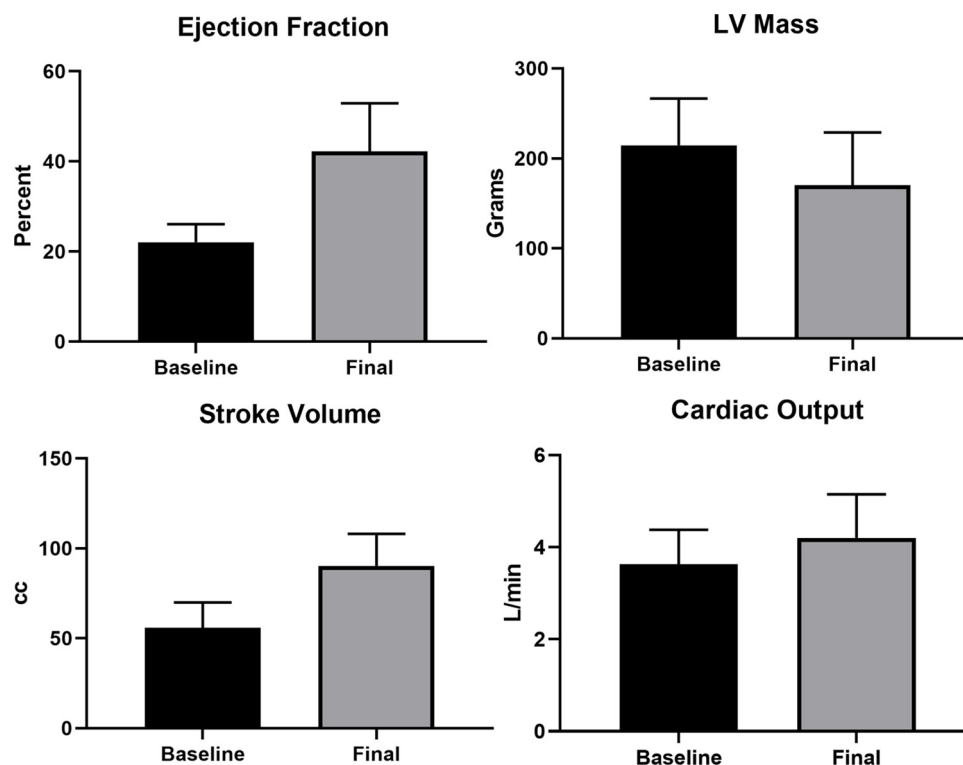 Ejection Fraction
Percent
60
40
20
0
Baseline Final
LV Mass
Grams
300
200
100
0
Baseline Final
Stroke Volume
cc
150
100
50
0
Baseline Final
Cardiac Output
L/min
6
4
2
0
Baseline Final